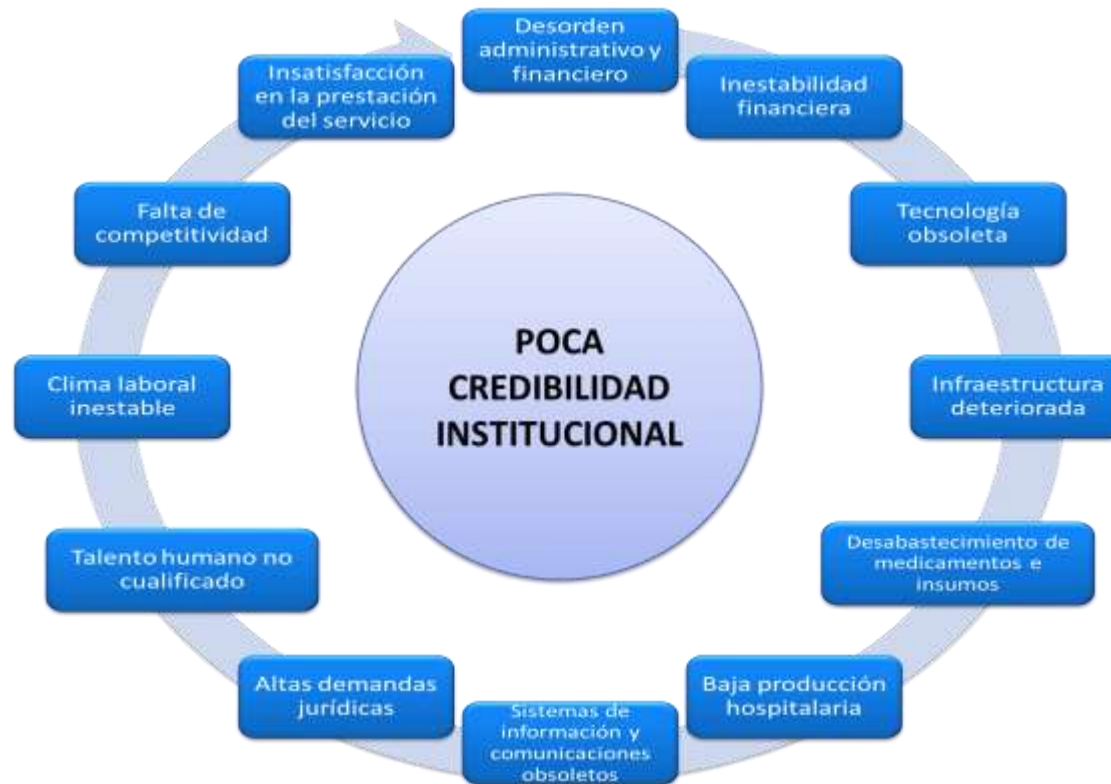 Desorden
administrativo y
financiero
Inestabilidad
financiera
Tecnología
obsoleta
Infraestructura
deteriorada
Desabastecimiento de
medicamentos e
insumos
Baja producción
hospitalaria
Sistemas de
información y
comunicaciones
obsoletos
Altas demandas
jurídicas
Talento humano no
cualificado
Clima laboral
inestable
Falta de
competitividad
Insatisfacción
en la prestación
del servicio
POCA
CREDIBILIDAD
INSTITUCIONAL